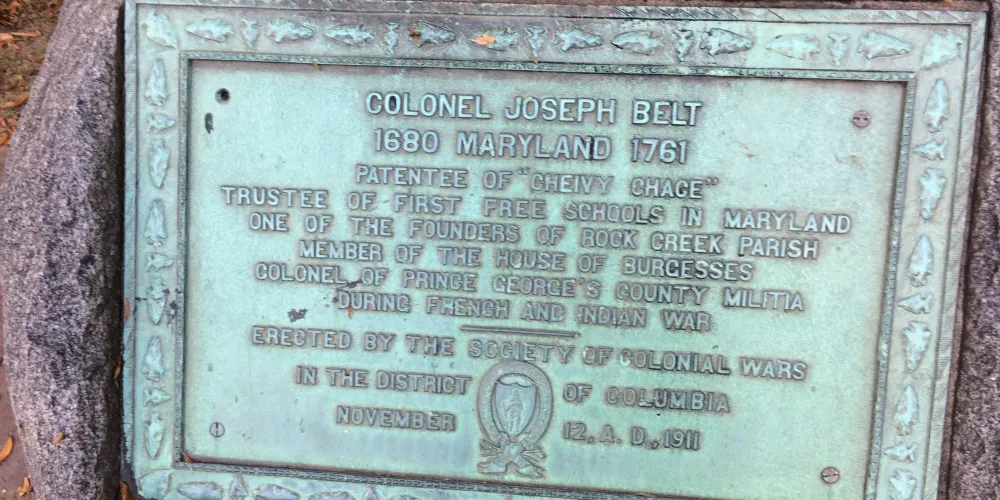 COLONEL JOSEPH BELT
1680 MARYLAND 1761
PATENTEE OF "CHEIVY CHACE"
TRUSTEE OF FIRST FREE SCHOOLS IN MARYLAND
ONE OF THE FOUNDERS OF ROCK CREEK PARISH
MEMBER OF THE HOUSE OF BURGESSES
COLONEL OF PRINCE GEORGE'S COUNTY MILITIA
DURING FRENCH AND INDIAN WAR
ERECTED BY THE SOCIETY OF COLONIAL WARS
IN THE DISTRICT OF COLUMBIA
NOVEMBER 12, A. D., 1911